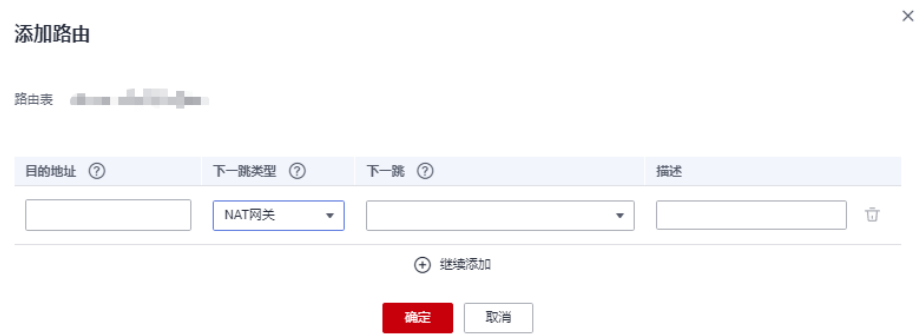 添加路由
路由表
目的地址 ? 下一跳类型 ? 下一跳 ? 描述
NAT网关
继续添加
确定 取消